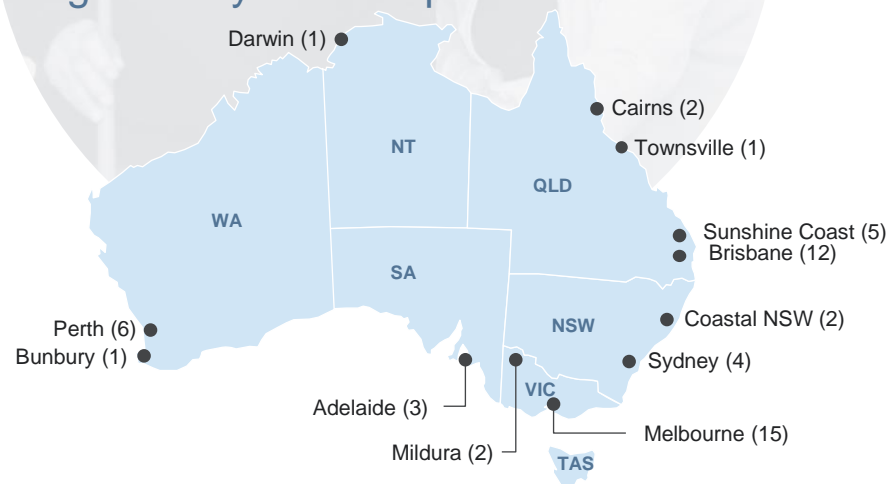 Darwin (1)
Cairns (2)
Townsville (1)
NT
QLD
WA
Sunshine Coast (5)
Brisbane (12)
SA
Coastal NSW (2)
NSW
Perth (6)
Bunbury (1)
Sydney (4)
VIC
Adelaide (3)
Melbourne (15)
Mildura (2)
TAS